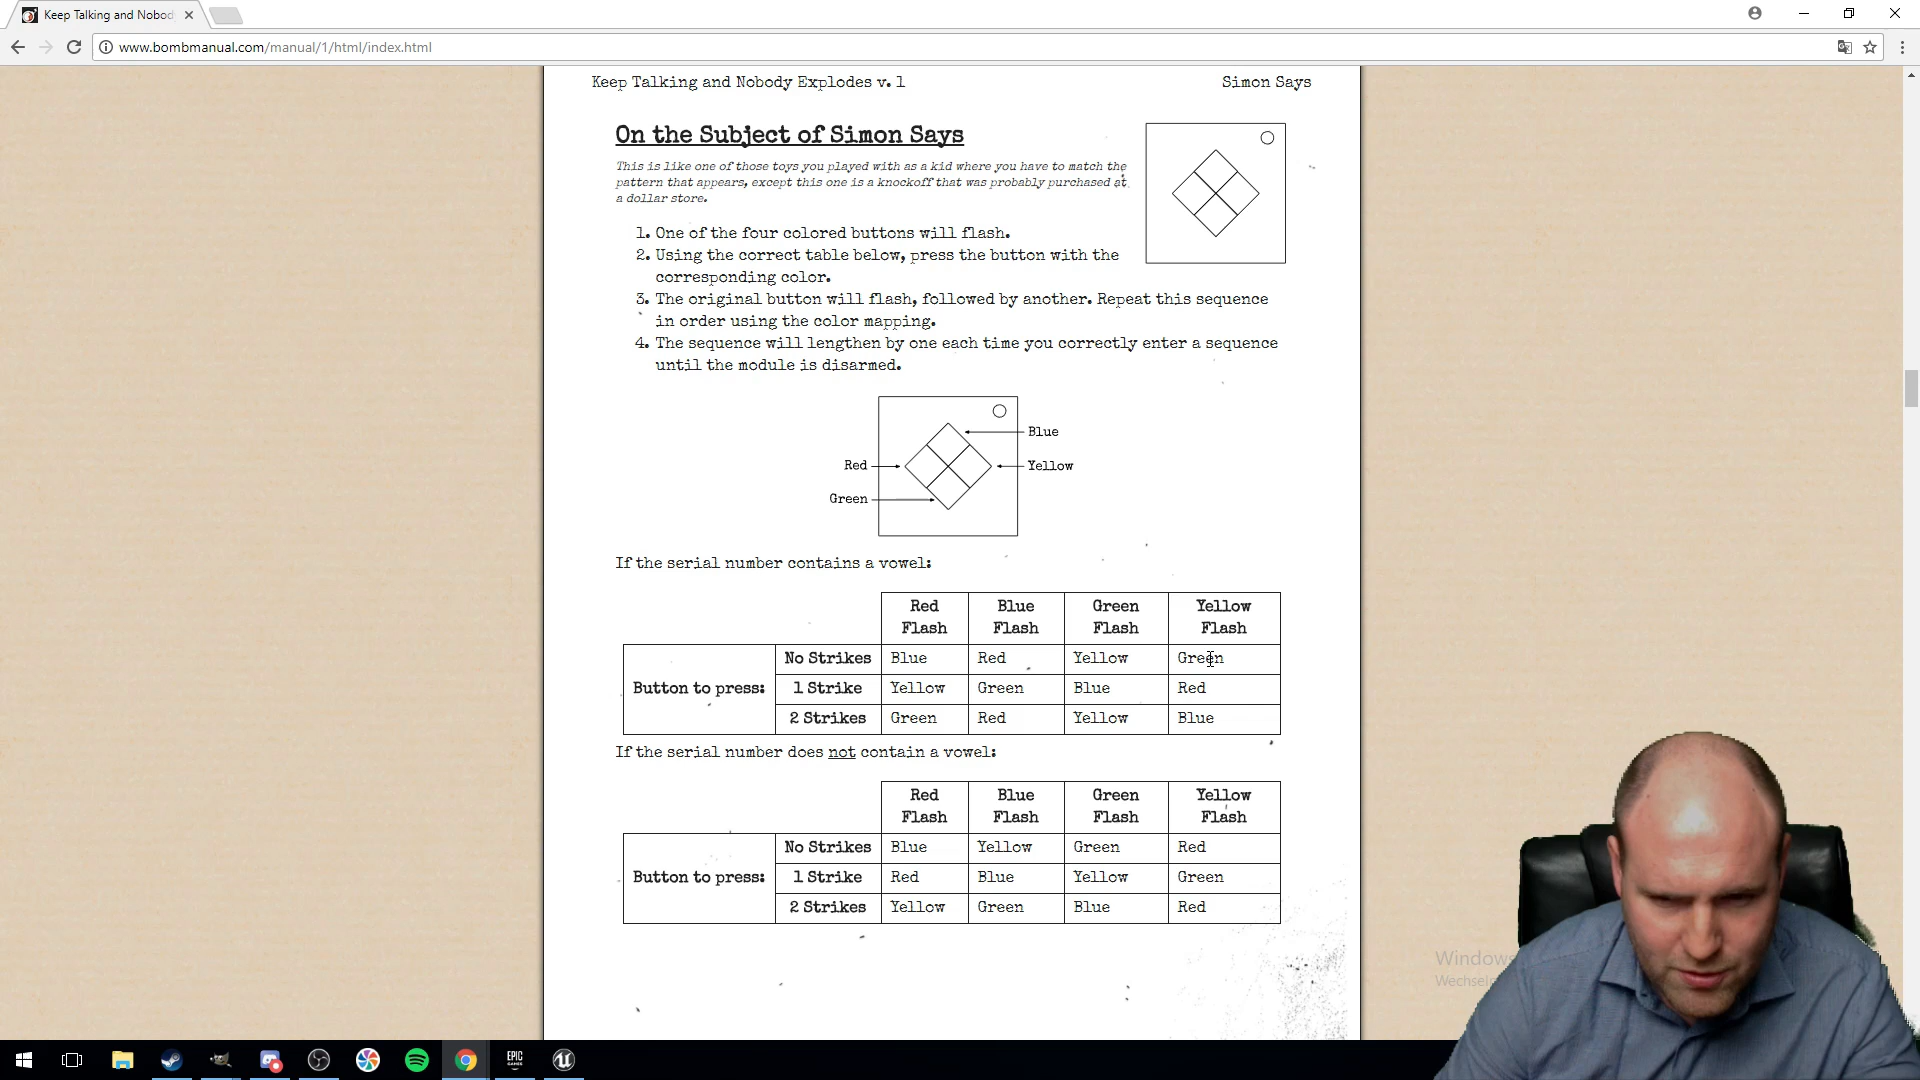 Keep Talking and Nobod
www.bombmanual.com/manual/1/html/index.html
Keep Talking and Nobody Explodes v. 1
Simon Says
On the Subject of Simon Says
This is like one of those toys you played with as a kid where you have to match the
pattern that appears, except this one is a knockoff that was probably purchased at
a dollar store.
1. One of the four colored buttons will flash.
2. Using the correct table below, press the button with the
corresponding color.
3. The original button will flash, followed by another. Repeat this sequence
in order using the color mapping.
4. The sequence will lengthen by one each time you correctly enter a sequence
until the module is disarmed.
Blue
Red
Yellow
Green
If the serial number contains a vowel:
Red Blue Green Yellow
Flash Flash Flash Flash
No Strikes Blue Red Yellow Green
Button to press: 1 Strike Yellow Green Blue Red
2 Strikes Green Red Yellow Blue
If the serial number does not contain a vowel:
Red Blue Green Yellow
Flash Flash Flash Flash
No Strikes Blue Yellow Green Red
Button to press: 1 Strike Red Blue Yellow Green
2 Strikes Yellow Green Blue Red
Windows
Wechsel
EPIC
GAMES